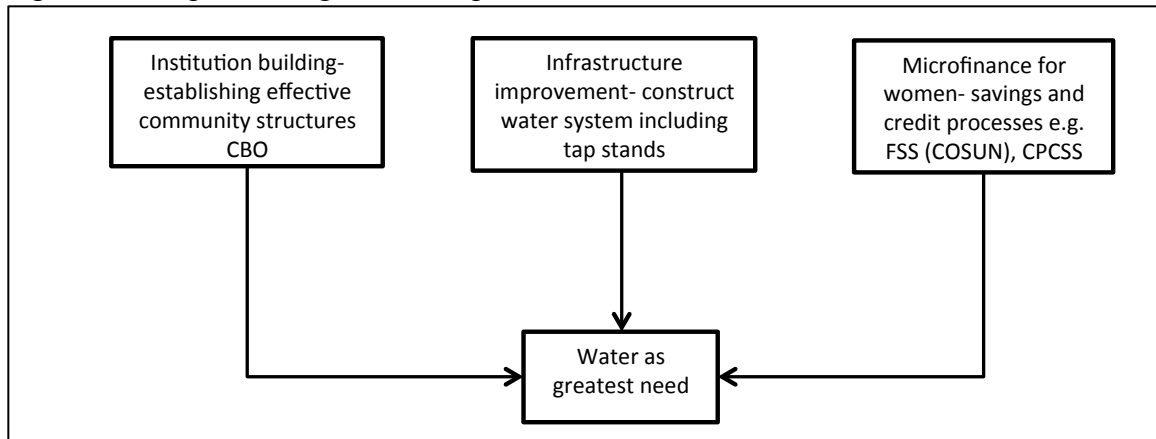 Institution building-
establishing effective
community structures
CBO
Infrastructure
improvement- construct
water system including
tap stands
Microfinance for
women- savings and
credit processes e.g.
FSS (COSUN), CPCSS
Water as
greatest need